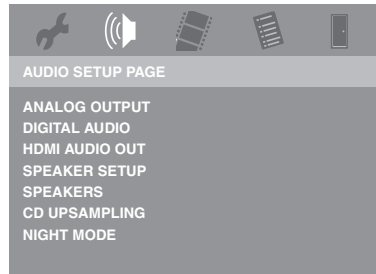 AUDIO SETUP PAGE
ANALOG OUTPUT
DIGITAL AUDIO
HDMI AUDIO OUT
SPEAKER SETUP
SPEAKERS
CD UPSAMPLING
NIGHT MODE